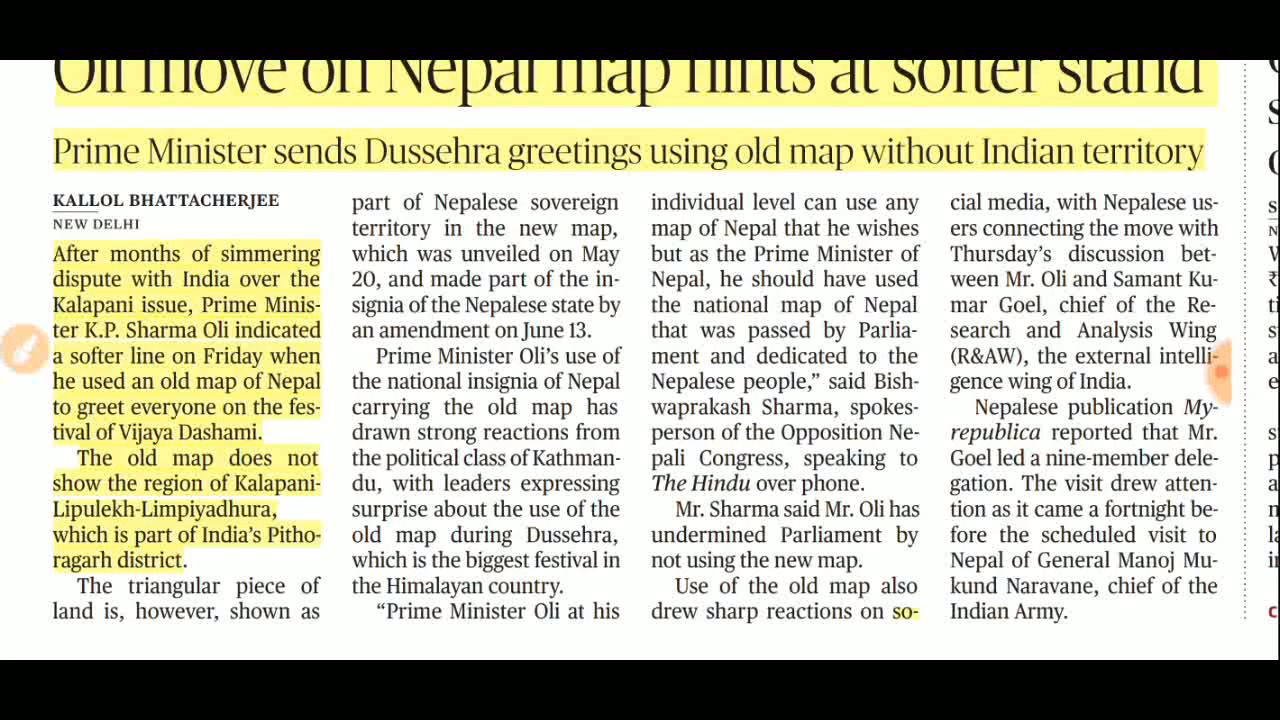 Oli move on Nepal map hints at softer stand
Prime Minister sends Dussehra greetings using old map without Indian territory
KALLOL BHATTACHERJEE
NEW DELHI
After months of simmering
dispute with India over the
Kalapani issue, Prime Minis-
ter K.P. Sharma Oli indicated
a softer line on Friday when
he used an old map of Nepal
to greet everyone on the fes-
tival of Vijaya Dashami.
The old map does not
show the region of Kalapani-
Lipulekh-Limpiyadhura,
which is part of India's Pitho-
ragarh district.
The triangular piece of
land is, however, shown as
part of Nepalese sovereign
territory in the new map,
which was unveiled on May
20, and made part of the in-
signia of the Nepalese state by
an amendment on June 13.
Prime Minister Oli's use of
the national insignia of Nepal
carrying the old map has
drawn strong reactions from
the political class of Kathman-
du, with leaders expressing
surprise about the use of the
old map during Dussehra,
which is the biggest festival in
the Himalayan country.
“Prime Minister Oli at his
individual level can use any
map of Nepal that he wishes
but as the Prime Minister of
Nepal, he should have used
the national map of Nepal
that was passed by Parlia-
ment and dedicated to the
Nepalese people,” said Bish-
waprakash Sharma, spokes-
person of the Opposition Ne-
pali Congress, speaking to
The Hindu over phone.
Mr. Sharma said Mr. Oli has
undermined Parliament by
not using the new map.
Use of the old map also
drew sharp reactions on so-
cial media, with Nepalese us-
ers connecting the move with
Thursday's discussion bet-
ween Mr. Oli and Samant Ku-
mar Goel, chief of the Re-
search and Analysis Wing
(R&AW), the external intelli-
gence wing of India.
Nepalese publication My-
republica reported that Mr.
Goel led a nine-member dele-
gation. The visit drew atten-
tion as it came a fortnight be-
fore the scheduled visit to
Nepal of General Manoj Mu-
kund Naravane, chief of the
Indian Army.